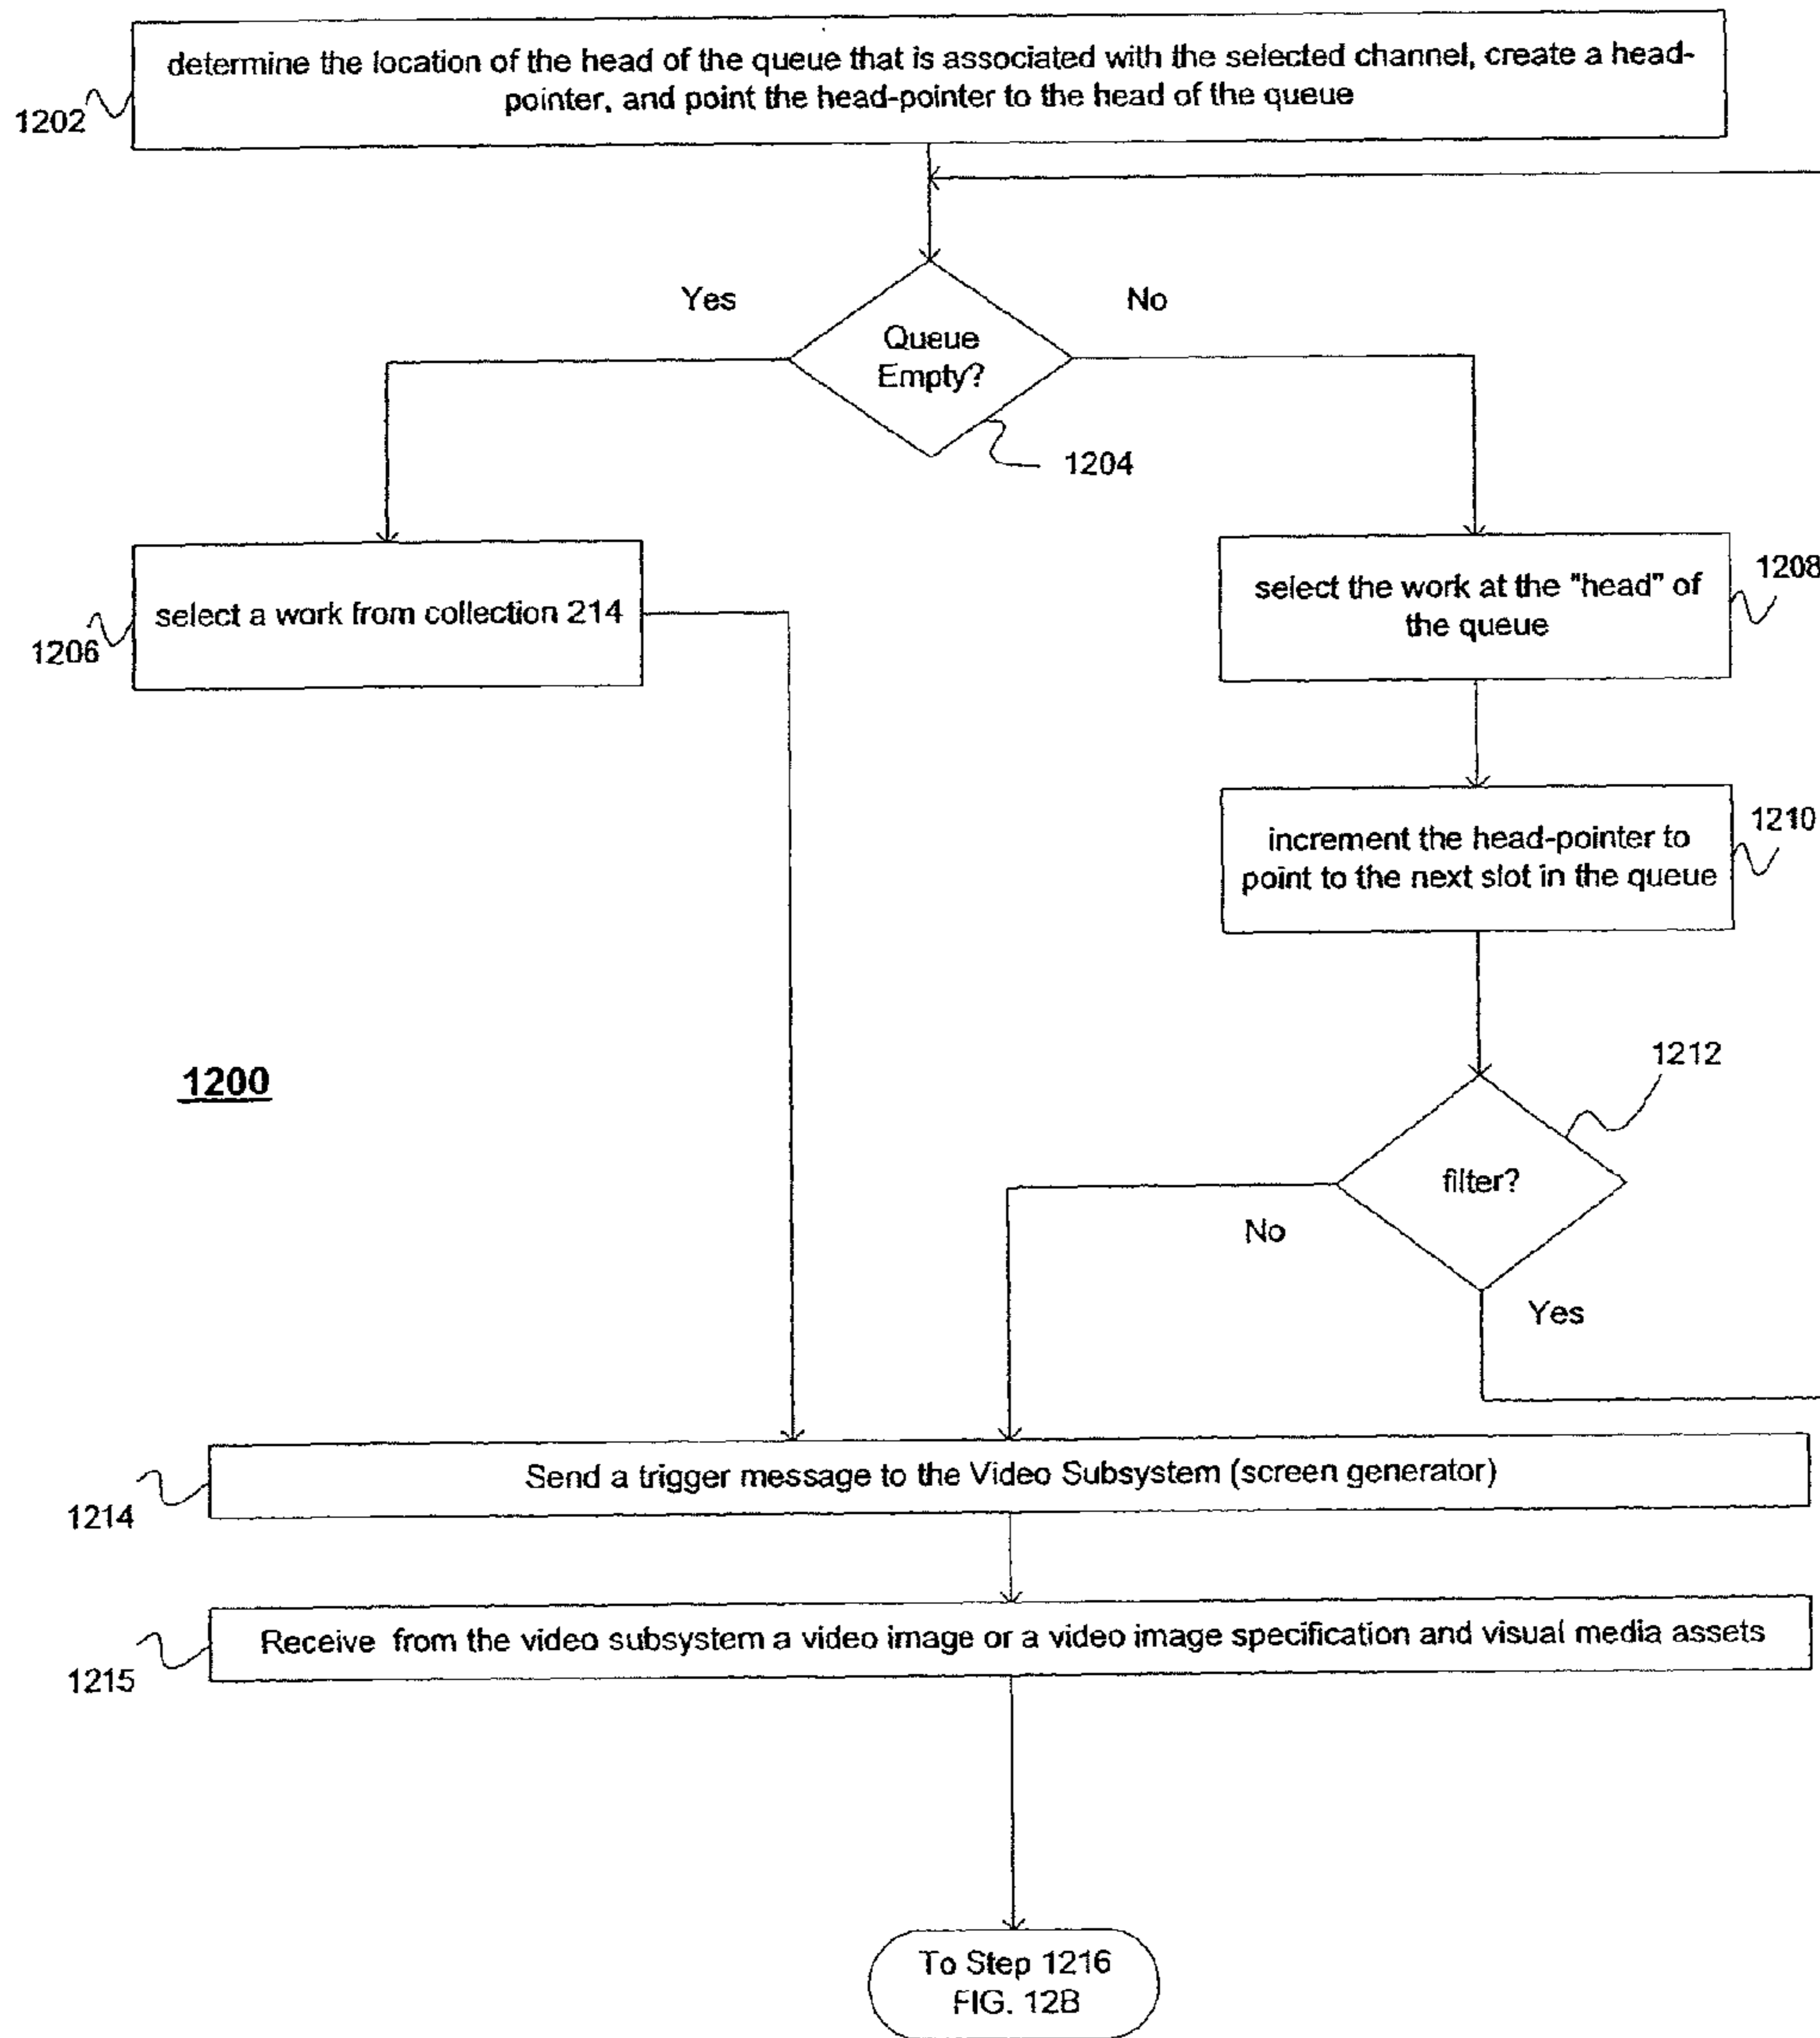 determine the location of the head of the queue that is associated with the selected channel, create a head-
pointer, and point the head-pointer to the head of the queue
1202
Yes
No
Queue
Empty?
1204
select a work from collection 214
1206
select the work at the "head" of
the queue
1208
increment the head-pointer to
point to the next slot in the queue
1210
1200
1212
filter?
No
Yes
Send a trigger message to the Video Subsystem (screen generator)
1214
Receive from the video subsystem a video image or a video image specification and visual media assets
1215
To Step 1216
FIG. 12B